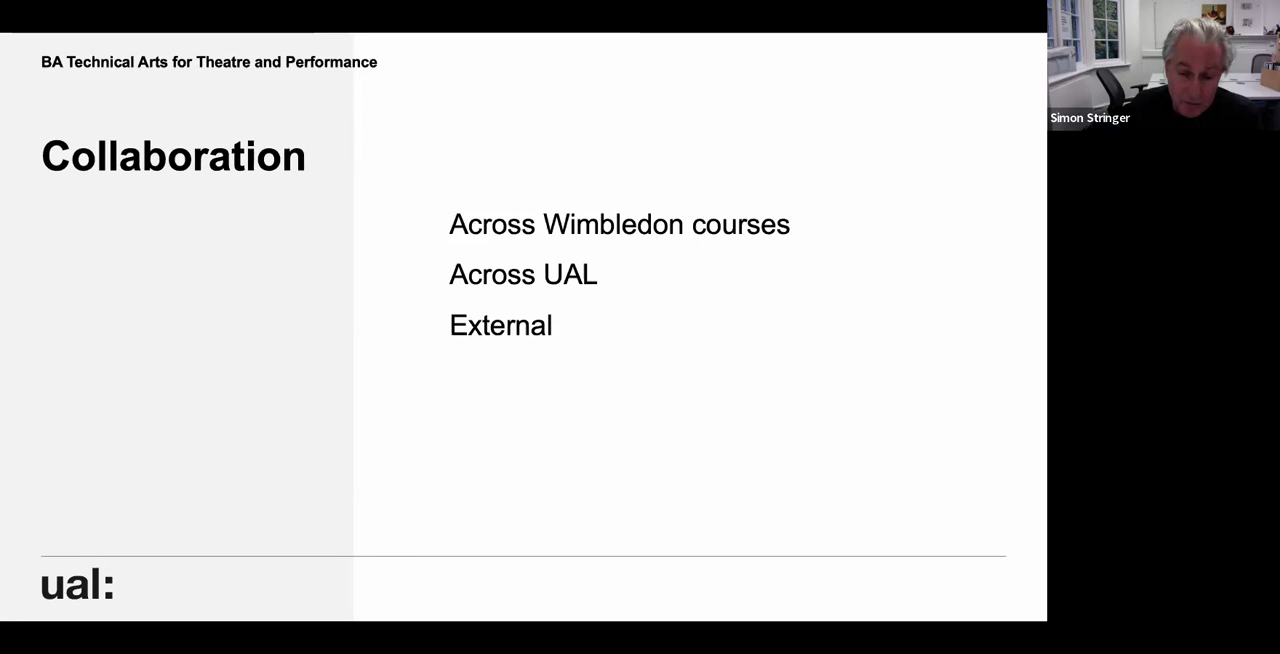 BA Technical Arts for Theatre and Performance
Collaboration
Across Wimbledon courses
Across UAL
External
ual:
Simon Stringer